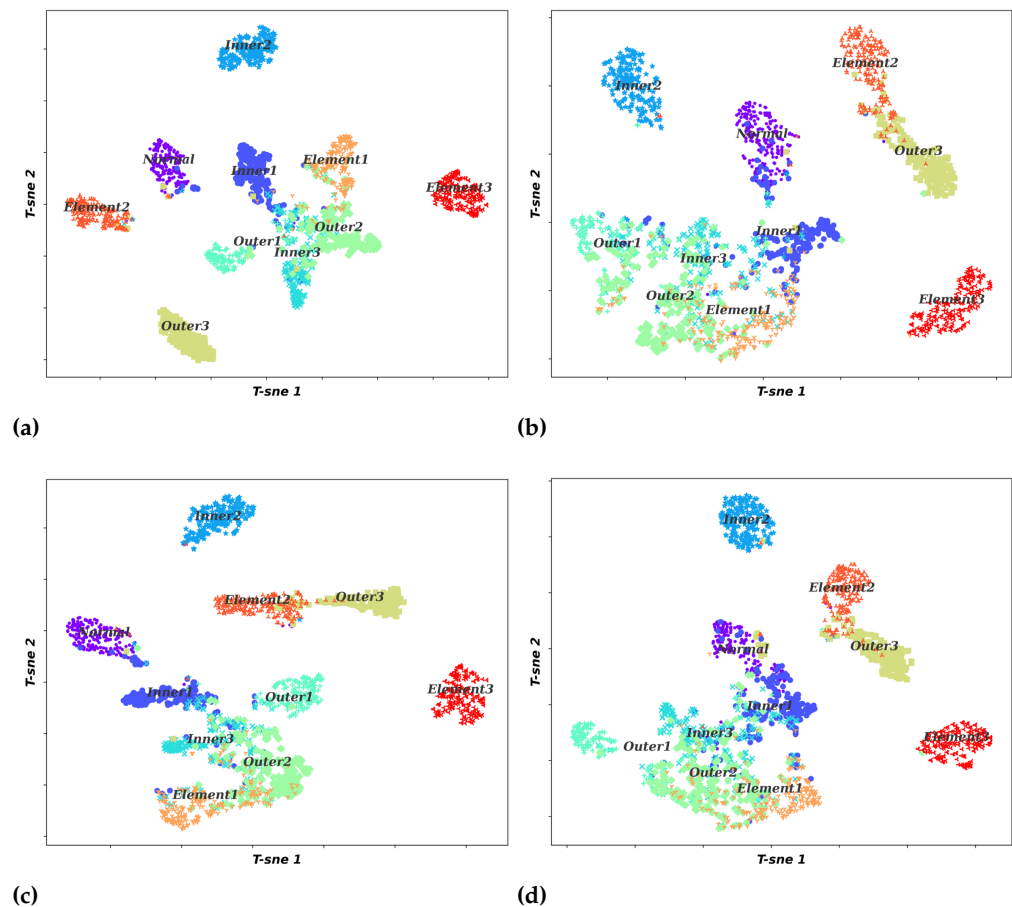 Inner2
Normal
Inner1
Element1
Element3
Element2
Outer2
Outer1
Inner3
Outer3
T-sne 2
T-sne 1
(a)
Element2
Inner2
Normal
Outer3
Inner1
Outer1
Inner3
Outer2
Element1
Element3
T-sne 2
T-sne 1
(b)
Inner2
Element2
Outer3
Normal
Inner1
Outer1
Element3
Inner3
Outer2
Element1
T-sne 2
T-sne 1
(c)
Inner2
Element2
Normal
Outer3
Inner1
Inner3
Element3
Outer1
Outer2
Element1
T-sne 2
T-sne 1
(d)